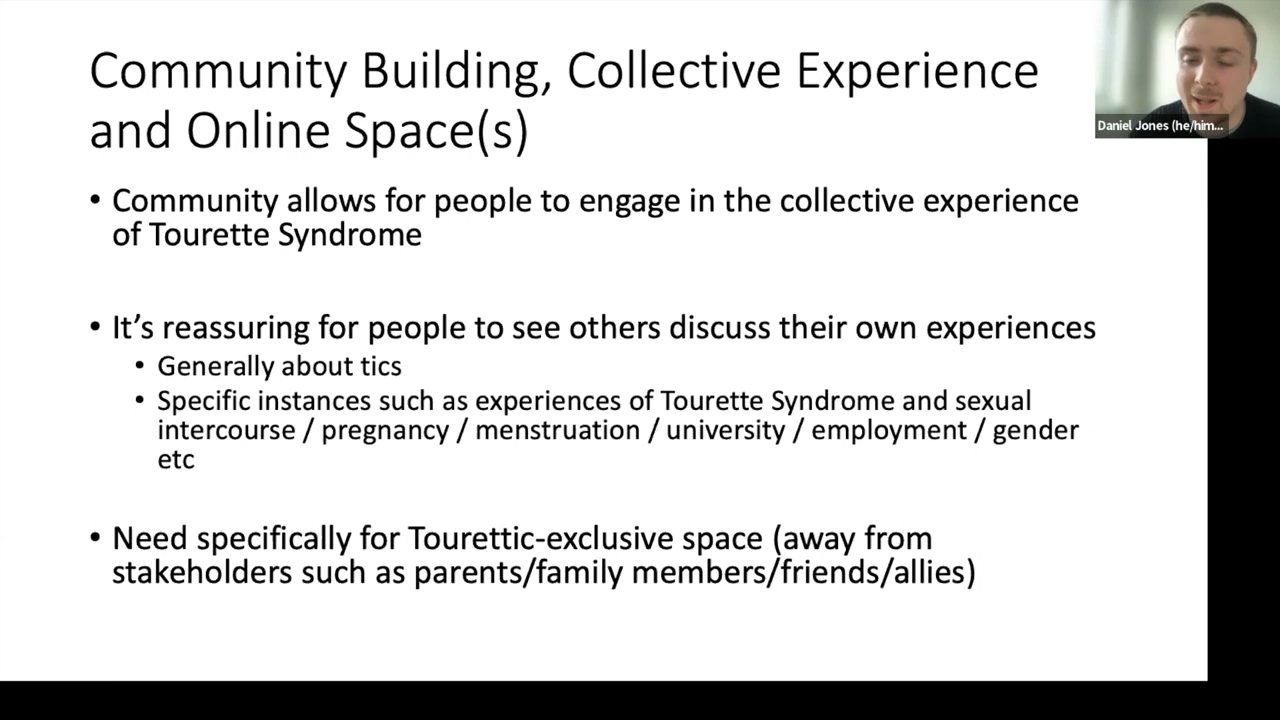 Community Building, Collective Experience
and Online Space(s)
Daniel Jones (he/him...
• Community allows for people to engage in the collective experience
of Tourette Syndrome
• It’s reassuring for people to see others discuss their own experiences
• Generally about tics
• Specific instances such as experiences of Tourette Syndrome and sexual
intercourse / pregnancy / menstruation / university / employment / gender
etc
• Need specifically for Tourettic-exclusive space (away from
stakeholders such as parents/family members/friends/allies)